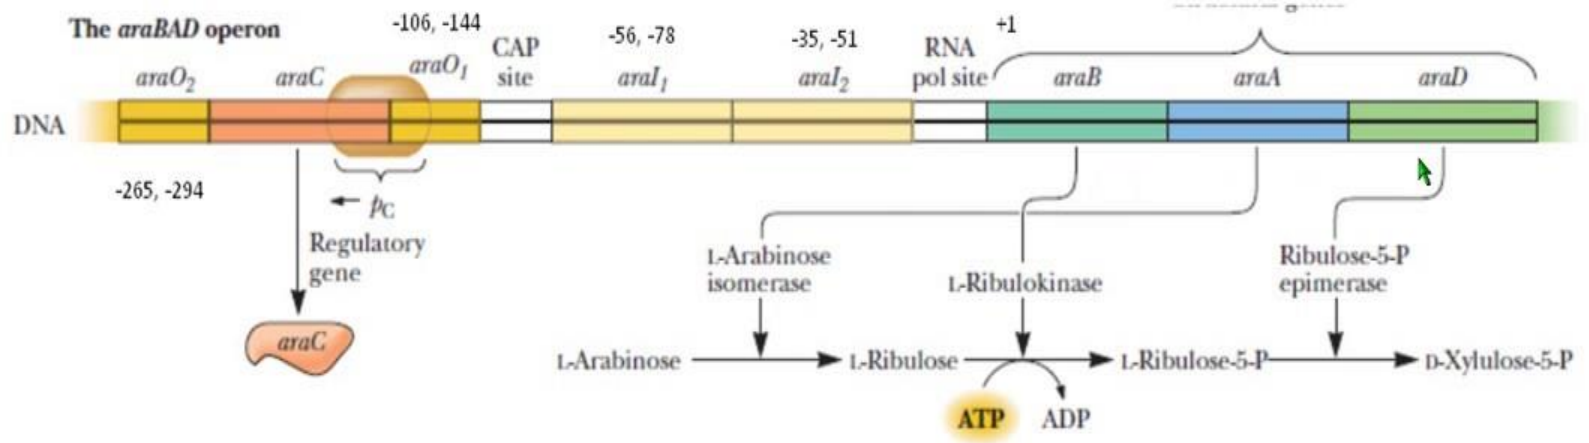 The araBAD operon
-106, -144
-56, -78
-35, -51
+1
araO2
araC
araO1
CAP
site
araI1
araI2
RNA
pol site
araB
araA
araD
DNA
-265, -294
← pC
Regulatory
gene
araC
L-Arabinose
isomerase
L-Ribulokinase
Ribulose-5-P
epimerase
L-Arabinose
L-Ribulose
L-Ribulose-5-P
D-Xylulose-5-P
ATP
ADP